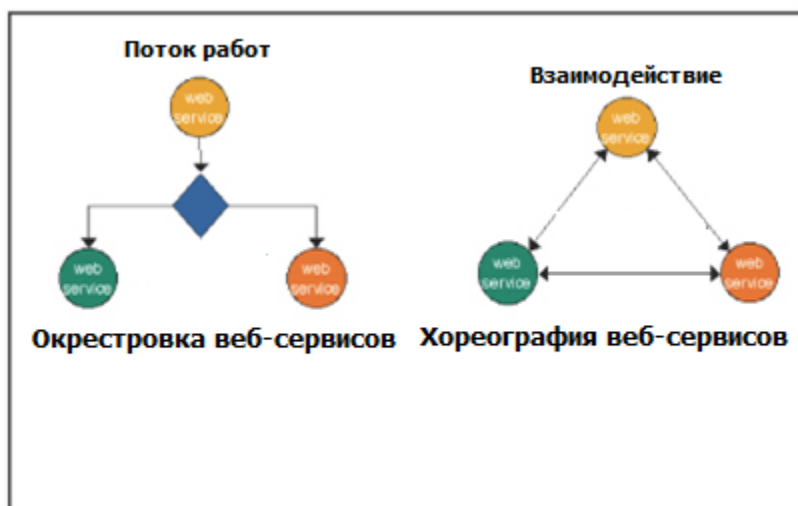 Поток работ
web
service
web
service
web
service
Окрестровка веб-сервисов
Взаимодействие
web
service
web
service
web
service
Хореография веб-сервисов